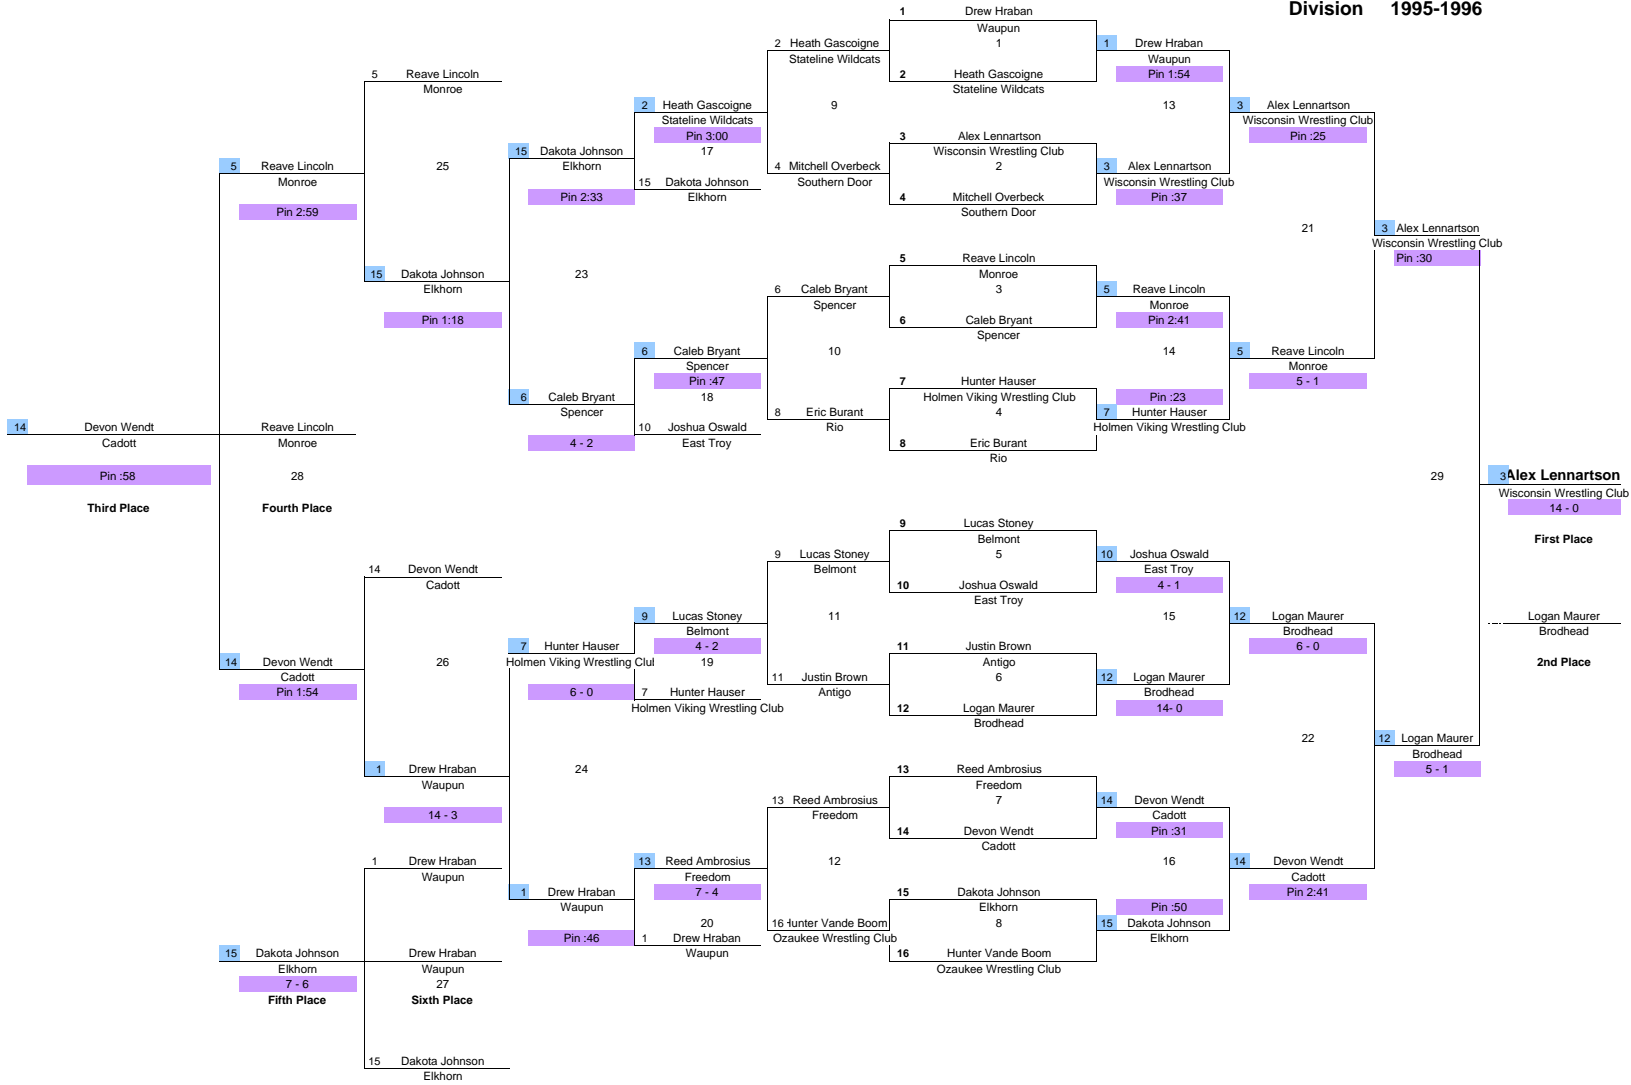 Division 1995-1996
1 Drew Hraban
Waupun
2 Heath Gascoigne 1 1 Drew Hraban
Stateline Wildcats Waupun
5 Reave Lincoln 2 Heath Gascoigne Pin 1:54
Monroe Stateline Wildcats
2 Heath Gascoigne 9 13 3 Alex Lennartson
Stateline Wildcats Wisconsin Wrestling Club
Pin 3:00 3 Alex Lennartson Pin :25
15 Dakota Johnson 17 Wisconsin Wrestling Club
5 Reave Lincoln 25 Elkhorn 4 Mitchell Overbeck 2 3 Alex Lennartson
Monroe 15 Dakota Johnson Southern Door Wisconsin Wrestling Club
Pin 2:33 Elkhorn 4 Mitchell Overbeck Pin :37
Pin 2:59 Southern Door
21 3 Alex Lennartson
Wisconsin Wrestling Club
5 Reave Lincoln Pin :30
15 Dakota Johnson 23 Monroe
Elkhorn 6 Caleb Bryant 3 5 Reave Lincoln
Spencer Monroe
Pin 1:18 6 Caleb Bryant Pin 2:41
Spencer
6 Caleb Bryant 10 14 5 Reave Lincoln
Spencer Monroe
Pin :47 7 Hunter Hauser 5 - 1
6 Caleb Bryant 18 Holmen Viking Wrestling Club Pin :23
Spencer 8 Eric Burant 4 7 Hunter Hauser
14 Devon Wendt Reave Lincoln 10 Joshua Oswald Rio Holmen Viking Wrestling Club
Cadott Monroe 4 - 2 East Troy 8 Eric Burant
Rio
Pin :58 28 29 3 Alex Lennartson
Wisconsin Wrestling Club
Third Place Fourth Place 14 - 0
9 Lucas Stoney
Belmont First Place
9 Lucas Stoney 5 10 Joshua Oswald
14 Devon Wendt Belmont East Troy
Cadott 10 Joshua Oswald 4 - 1
East Troy
9 Lucas Stoney 11 15 12 Logan Maurer Logan Maurer
Belmont Brodhead Brodhead
7 Hunter Hauser 4 - 2 11 Justin Brown 6 - 0
14 Devon Wendt 26 Holmen Viking Wrestling Clul 19 Antigo 2nd Place
Cadott 11 Justin Brown 6 12 Logan Maurer
Pin 1:54 6 - 0 7 Hunter Hauser Antigo Brodhead
Holmen Viking Wrestling Club 12 Logan Maurer 14- 0
Brodhead
22 12 Logan Maurer
Brodhead
1 Drew Hraban 24 13 Reed Ambrosius 5 - 1
Waupun Freedom
13 Reed Ambrosius 7 14 Devon Wendt
14 - 3 Freedom Cadott
14 Devon Wendt Pin :31
Cadott
1 Drew Hraban 13 Reed Ambrosius 12 16 14 Devon Wendt
Waupun Freedom Cadott
1 Drew Hraban 7 - 4 15 Dakota Johnson Pin 2:41
Waupun Elkhorn Pin :50
20 16 Hunter Vande Boom 8 15 Dakota Johnson
Pin :46 1 Drew Hraban Ozaukee Wrestling Club Elkhorn
15 Dakota Johnson Drew Hraban Waupun 16 Hunter Vande Boom
Elkhorn Waupun Ozaukee Wrestling Club
7 - 6 27
Fifth Place Sixth Place
15 Dakota Johnson
Elkhorn